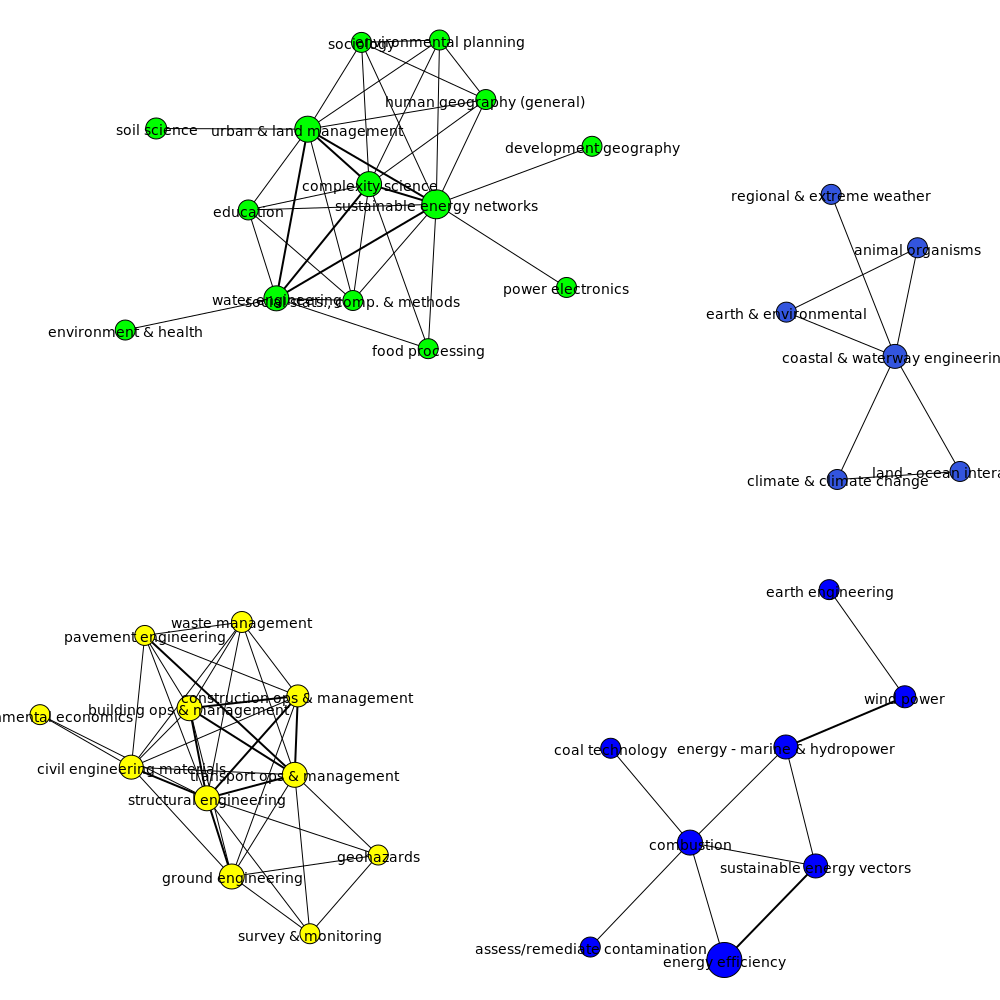 sociology
environmental planning
human geography (general)
soil science
urban & land management
development geography
complexity science
regional & extreme weather
sustainable energy networks
education
animal organisms
power electronics
water engineering
social stats., comp. & methods
earth & environmental
environment & health
food processing
coastal & waterway engineerin
land - ocean intera
climate & climate change
earth engineering
waste management
pavement engineering
construction ops & management
wind power
building ops & management
mental economics
energy - marine & hydropower
coal technology
civil engineering materials
transport ops & management
structural engineering
combustion
geohazards
sustainable energy vectors
ground engineering
survey & monitoring
assess/remediate contamination
energy efficiency